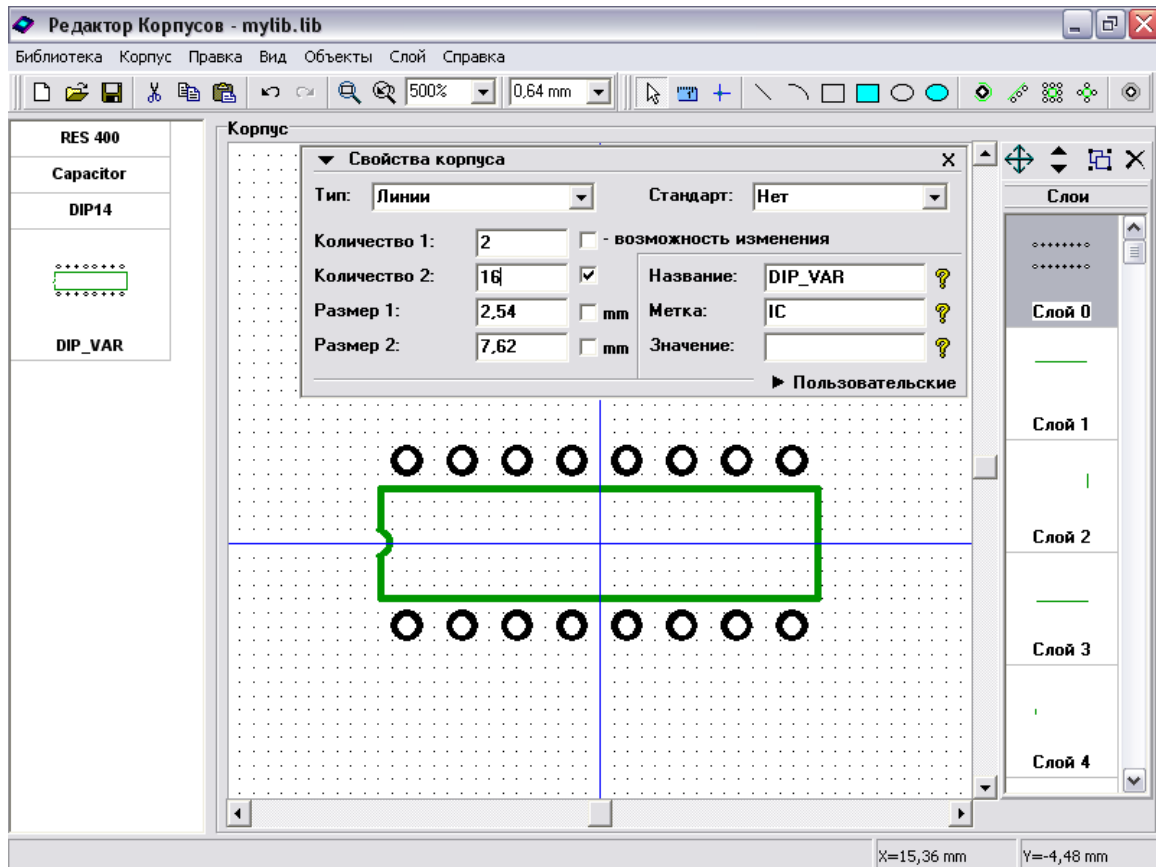 Редактор Корпусов - mylib.lib
Библиотека Корпус Правка Вид Объекты Слой Справка
500% 0,64 mm
RES 400
Capacitor
DIP14
DIP_VAR
Корпус
Свойства корпуса X
Тип: Линии Стандарт: Нет
Количество 1: 2 - возможность изменения
Количество 2: 16 Название: DIP_VAR
Размер 1: 2,54 mm Метка: IC
Размер 2: 7,62 mm Значение:
Пользовательские
Слои
Слой 0
Слой 1
Слой 2
Слой 3
Слой 4
X=15,36 mm Y=-4,48 mm